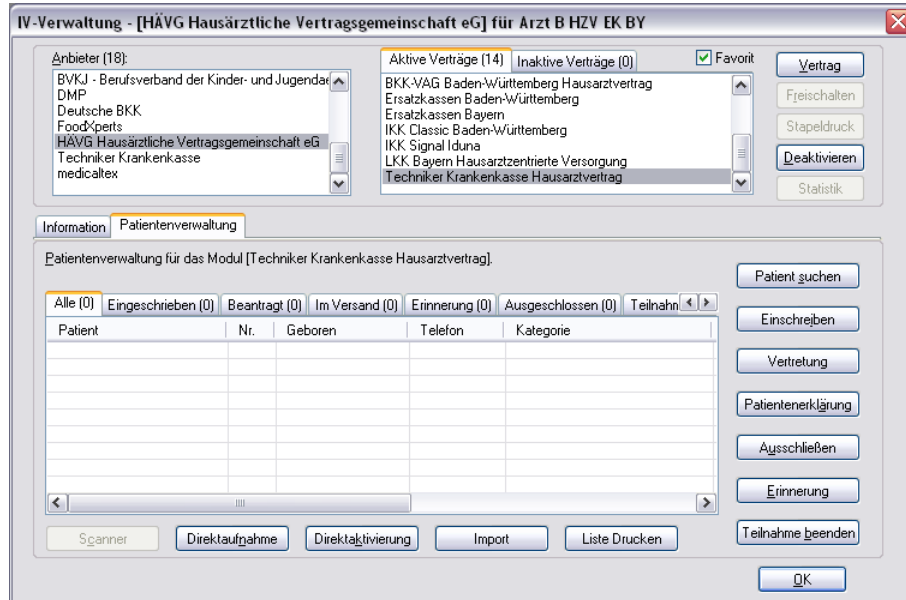 IV-Verwaltung - [HÄVG Hausärztliche Vertragsgemeinschaft eG] für Arzt B HZV EK BY
Anbieter (18):
BVKJ - Berufsverband der Kinder- und Jugendae
DMP
Deutsche BKK
FoodXperts
HÄVG Hausärztliche Vertragsgemeinschaft eG
Techniker Krankenkasse
medicaltex
Aktive Verträge (14) Inaktive Verträge (0)
Favorit
BKK-VAG Baden-Württemberg Hausarztvertrag
Ersatzkassen Baden-Württemberg
Ersatzkassen Bayern
IKK Classic Baden-Württemberg
IKK Signal Iduna
LKK Bayern Hausarztzentrierte Versorgung
Techniker Krankenkasse Hausarztvertrag
Vertrag
Freischalten
Stapeldruck
Deaktivieren
Statistik
Information Patientenverwaltung
Patientenverwaltung für das Modul [Techniker Krankenkasse Hausarztvertrag].
Alle (0) Eingeschrieben (0) Beantragt (0) Im Versand (0) Erinnerung (0) Ausgeschlossen (0) Teilnahm
Patient Nr. Geboren Telefon Kategorie
Patient suchen
Einschreiben
Vertretung
Patientenerklärung
Ausschließen
Erinnerung
Teilnahme beenden
Scanner Direktaufnahme Direktaktivierung Import Liste Drucken
OK